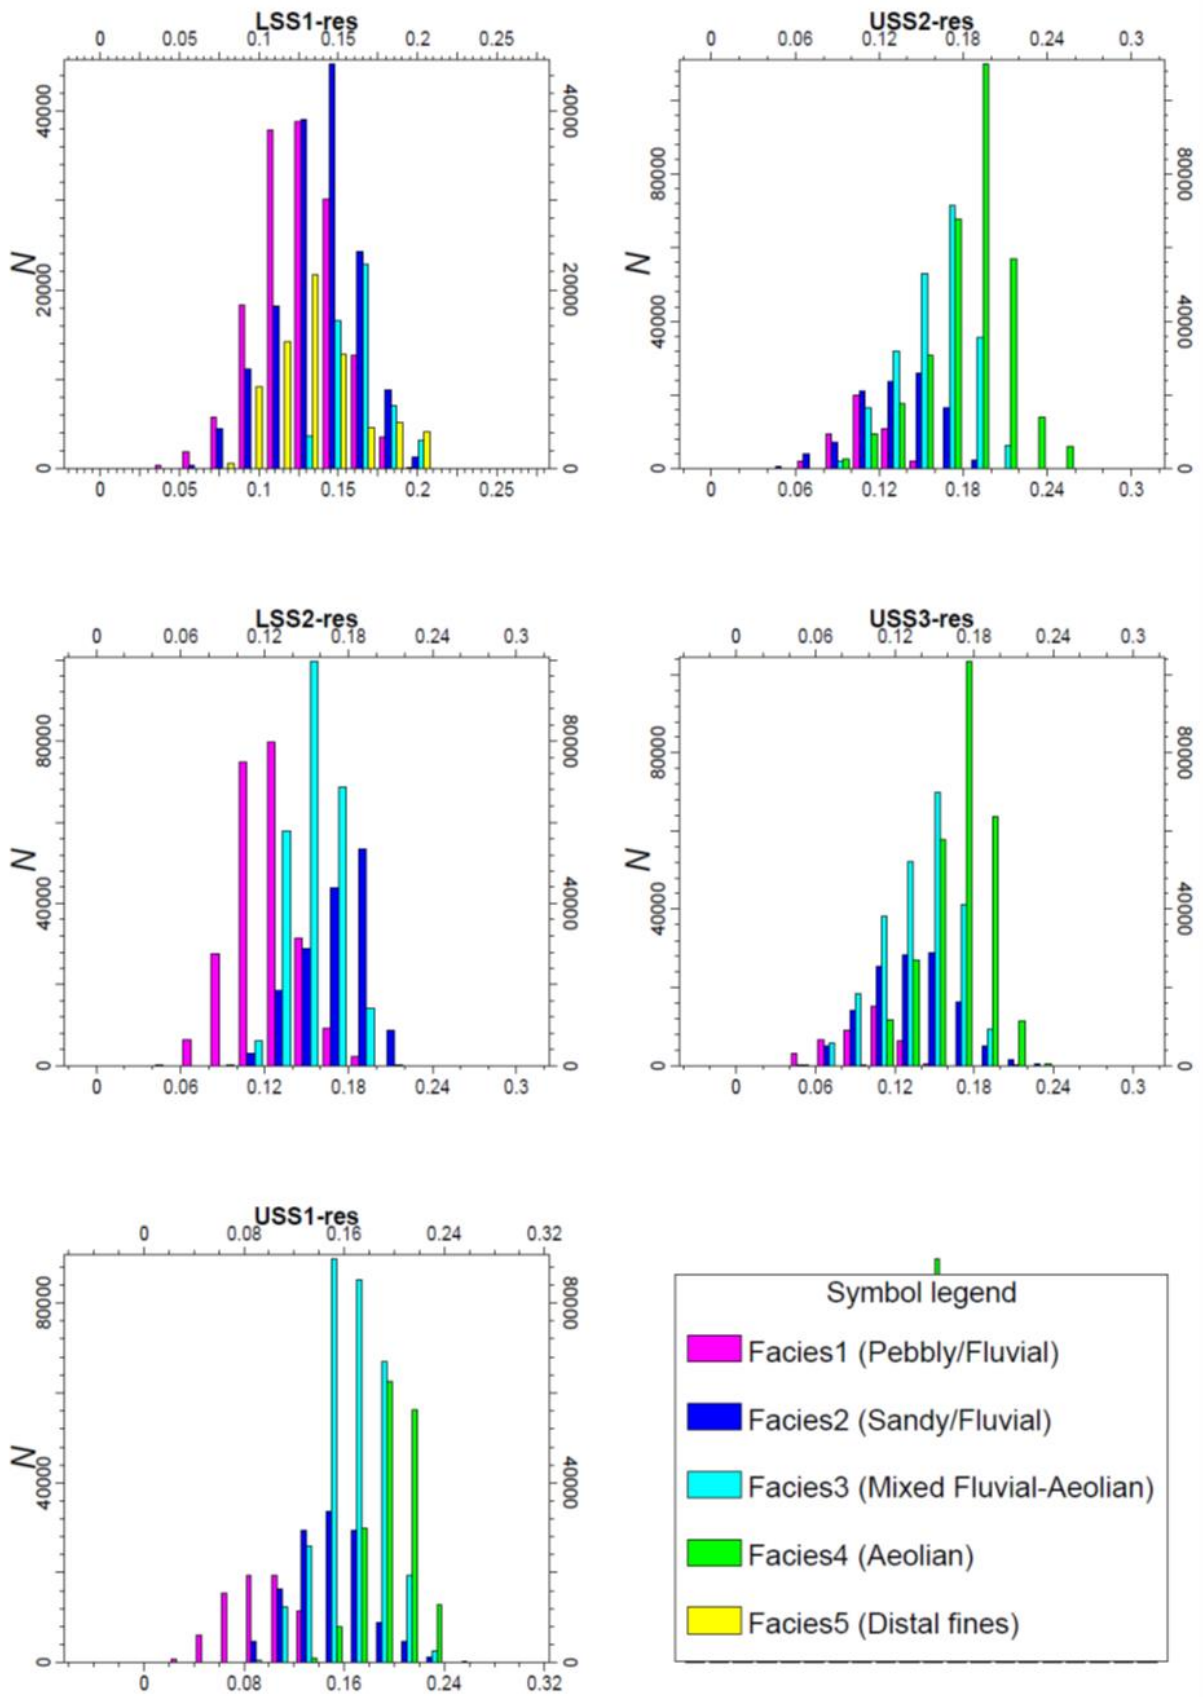 LSS1-res
0 0.05 0.1 0.15 0.2 0.25
40000 40000
N
20000 20000
0 0
0 0.05 0.1 0.15 0.2 0.25
USS2-res
0 0.06 0.12 0.18 0.24 0.3
80000 80000
N
40000 40000
0 0
0 0.06 0.12 0.18 0.24 0.3
LSS2-res
0 0.06 0.12 0.18 0.24 0.3
80000 80000
N
40000 40000
0 0
0 0.06 0.12 0.18 0.24 0.3
USS3-res
0 0.06 0.12 0.18 0.24 0.3
80000 80000
N
40000 40000
0 0
0 0.06 0.12 0.18 0.24 0.3
USS1-res
0 0.08 0.16 0.24 0.32
80000 80000
N
40000 40000
0 0
0 0.08 0.16 0.24 0.32
Symbol legend
Facies1 (Pebbly/Fluvial)
Facies2 (Sandy/Fluvial)
Facies3 (Mixed Fluvial-Aeolian)
Facies4 (Aeolian)
Facies5 (Distal fines)